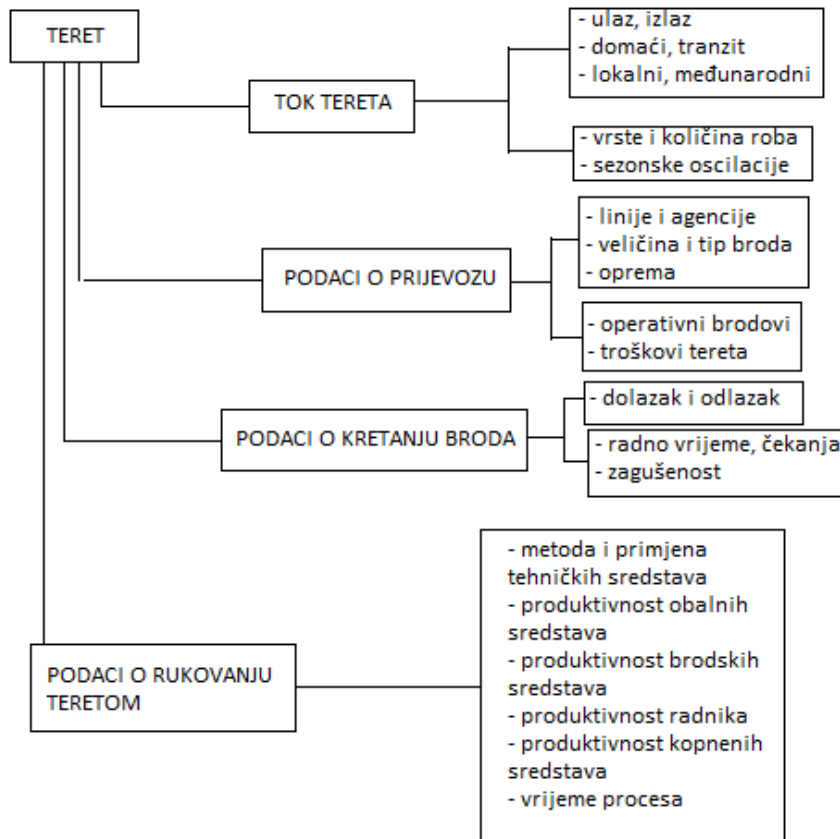 TERET
TOK TERETA
- ulaz, izlaz
- domaći, tranzit
- lokalni, međunarodni
- vrste i količina roba
- sezonske oscilacije
PODACI O PRIJEVOZU
- linije i agencije
- veličina i tip broda
- oprema
- operativni brodovi
- troškovi tereta
PODACI O KRETANJU BRODA
- dolazak i odlazak
- radno vrijeme, čekanja
- zagušenost
PODACI O RUKOVANJU
TERETOM
- metoda i primjena
tehničkih sredstava
- produktivnost obalnih
sredstava
- produktivnost brodskih
sredstava
- produktivnost radnika
- produktivnost kopnenih
sredstava
- vrijeme procesa